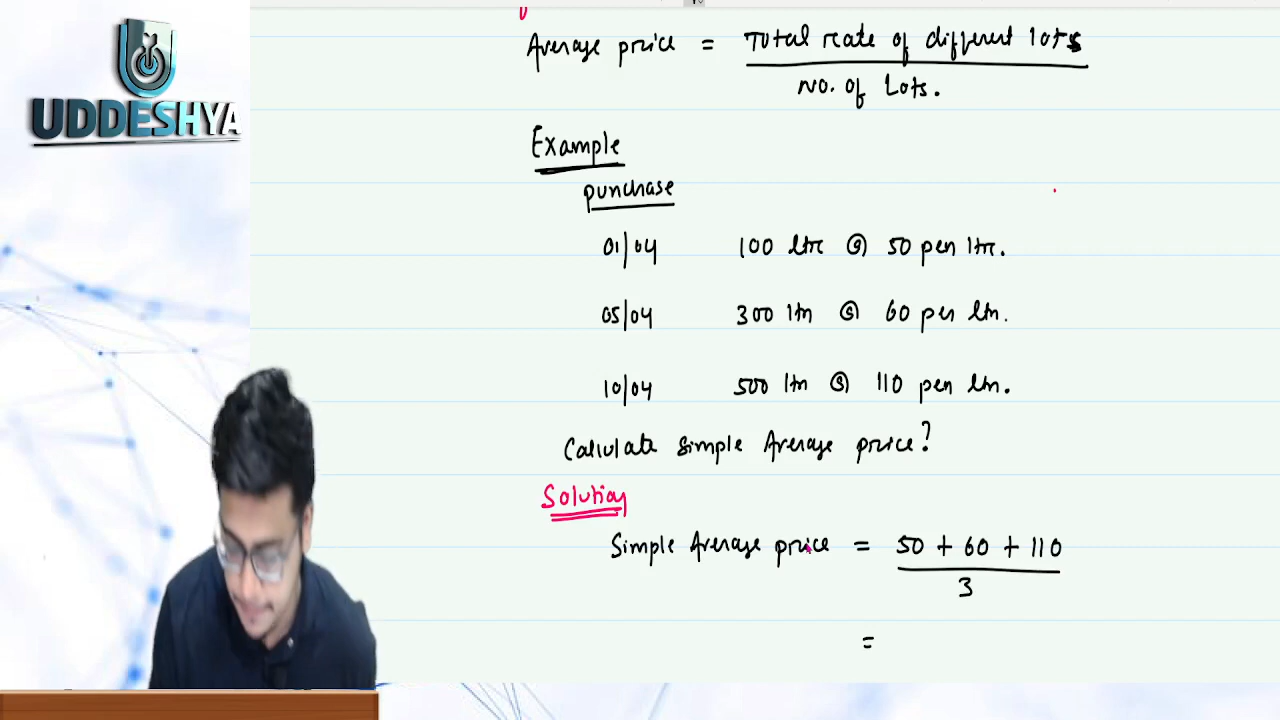 UDDESHYA
Average price = Total rate of different lots
No. of Lots.
Example
purchase
01/04 100 ltr @ 50 per ltr.
05/04 300 ltr @ 60 per ltr.
10/04 500 ltr @ 110 per ltr.
Calculate Simple Average price?
Solution
Simple Average price = 50 + 60 + 110
3
=